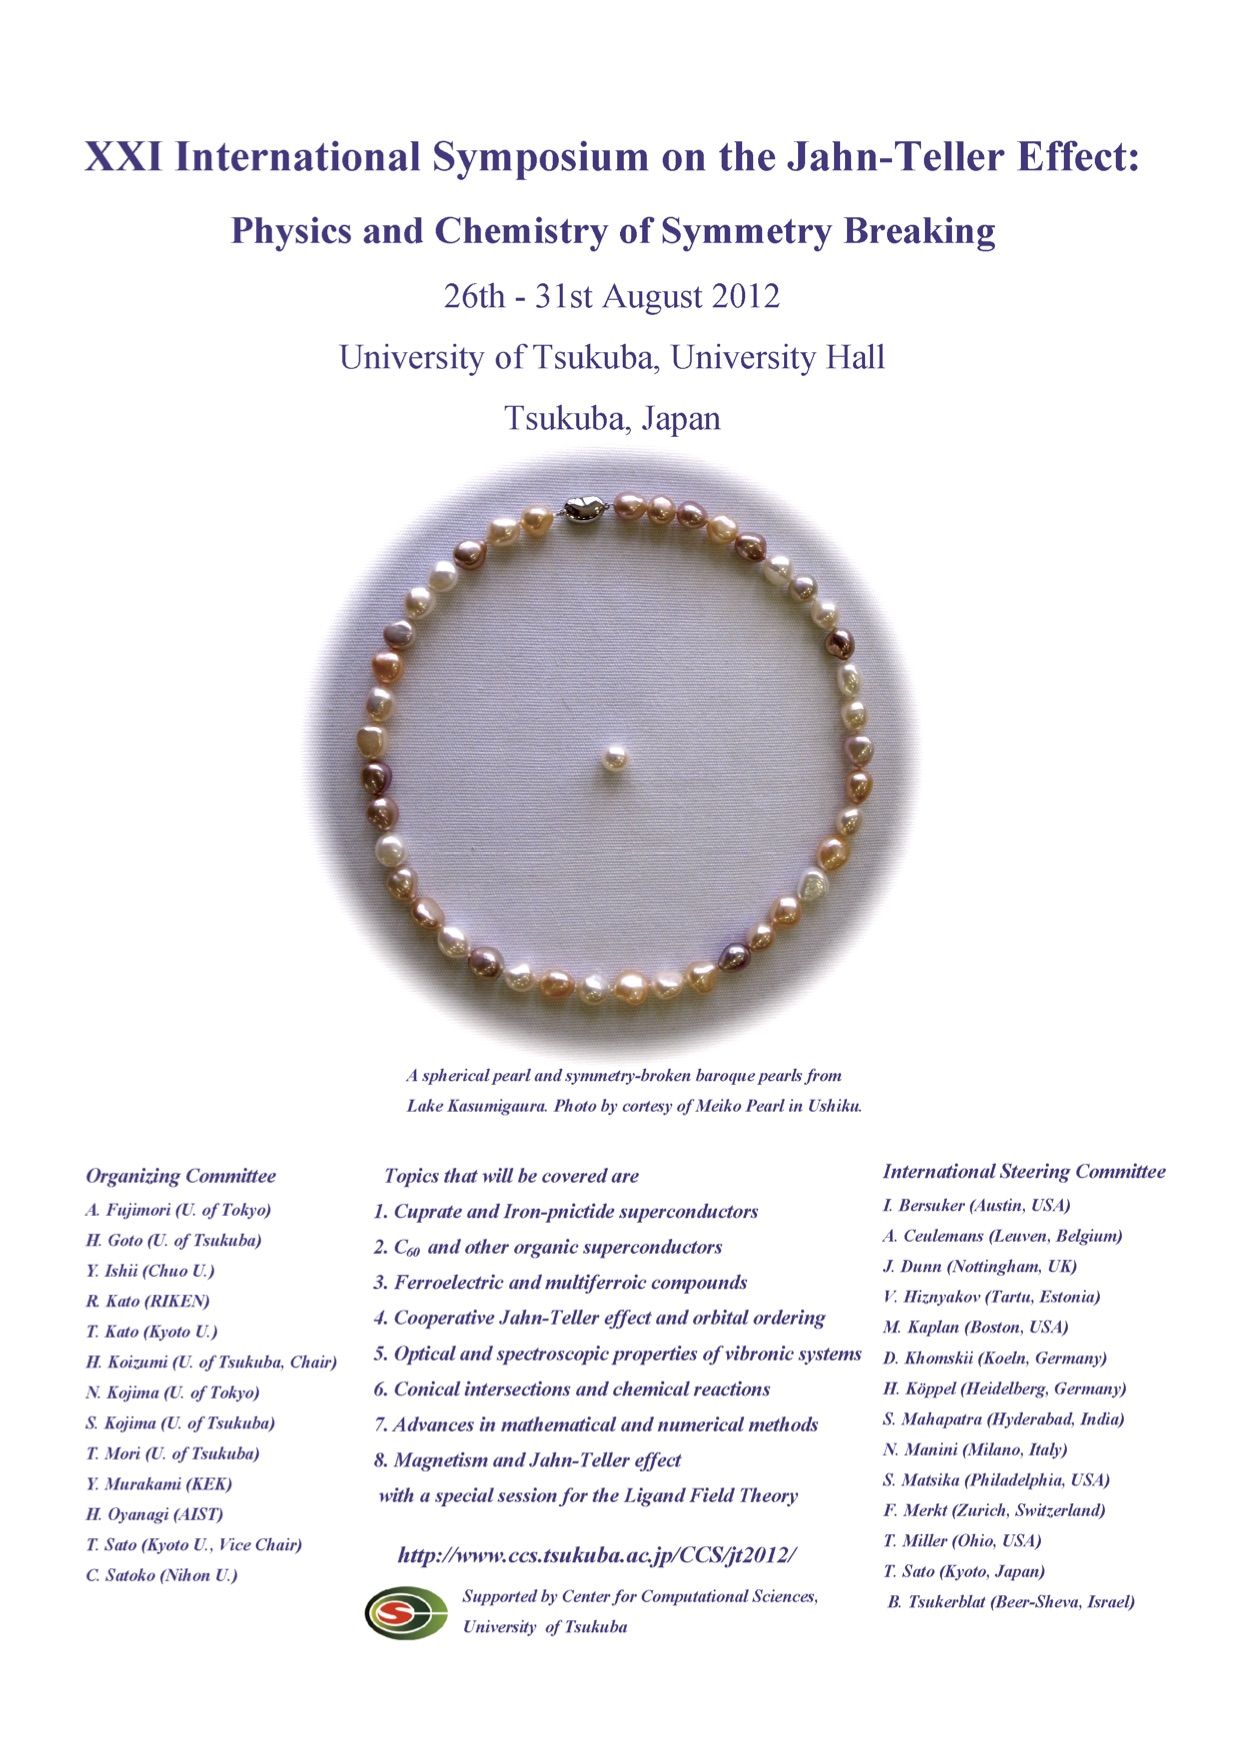 XXI International Symposium on the Jahn-Teller Effect:
Physics and Chemistry of Symmetry Breaking
26th - 31st August 2012
University of Tsukuba, University Hall
Tsukuba, Japan
A spherical pearl and symmetry-broken baroque pearls from
Lake Kasumigaura. Photo by cortesy of Meiko Pearl in Ushiku.
Organizing Committee
A. Fujimori (U. of Tokyo)
H. Goto (U. of Tsukuba)
Y. Ishii (Chuo U.)
R. Kato (RIKEN)
T. Kato (Kyoto U.)
H. Koizumi (U. of Tsukuba, Chair)
N. Kojima (U. of Tokyo)
S. Kojima (U. of Tsukuba)
T. Mori (U. of Tsukuba)
Y. Murakami (KEK)
H. Oyanagi (AIST)
T. Sato (Kyoto U., Vice Chair)
C. Satoko (Nihon U.)
Topics that will be covered are
1. Cuprate and Iron-pnictide superconductors
2. C60 and other organic superconductors
3. Ferroelectric and multiferroic compounds
4. Cooperative Jahn-Teller effect and orbital ordering
5. Optical and spectroscopic properties of vibronic systems
6. Conical intersections and chemical reactions
7. Advances in mathematical and numerical methods
8. Magnetism and Jahn-Teller effect
with a special session for the Ligand Field Theory
http://www.ccs.tsukuba.ac.jp/CCS/jt2012/
Supported by Center for Computational Sciences,
University of Tsukuba
International Steering Committee
I. Bersuker (Austin, USA)
A. Ceulemans (Leuven, Belgium)
J. Dunn (Nottingham, UK)
V. Hiznyakov (Tartu, Estonia)
M. Kaplan (Boston, USA)
D. Khomskii (Koeln, Germany)
H. Köppel (Heidelberg, Germany)
S. Mahapatra (Hyderabad, India)
N. Manini (Milano, Italy)
S. Matsika (Philadelphia, USA)
F. Merkt (Zurich, Switzerland)
T. Miller (Ohio, USA)
T. Sato (Kyoto, Japan)
B. Tsukerblat (Beer-Sheva, Israel)